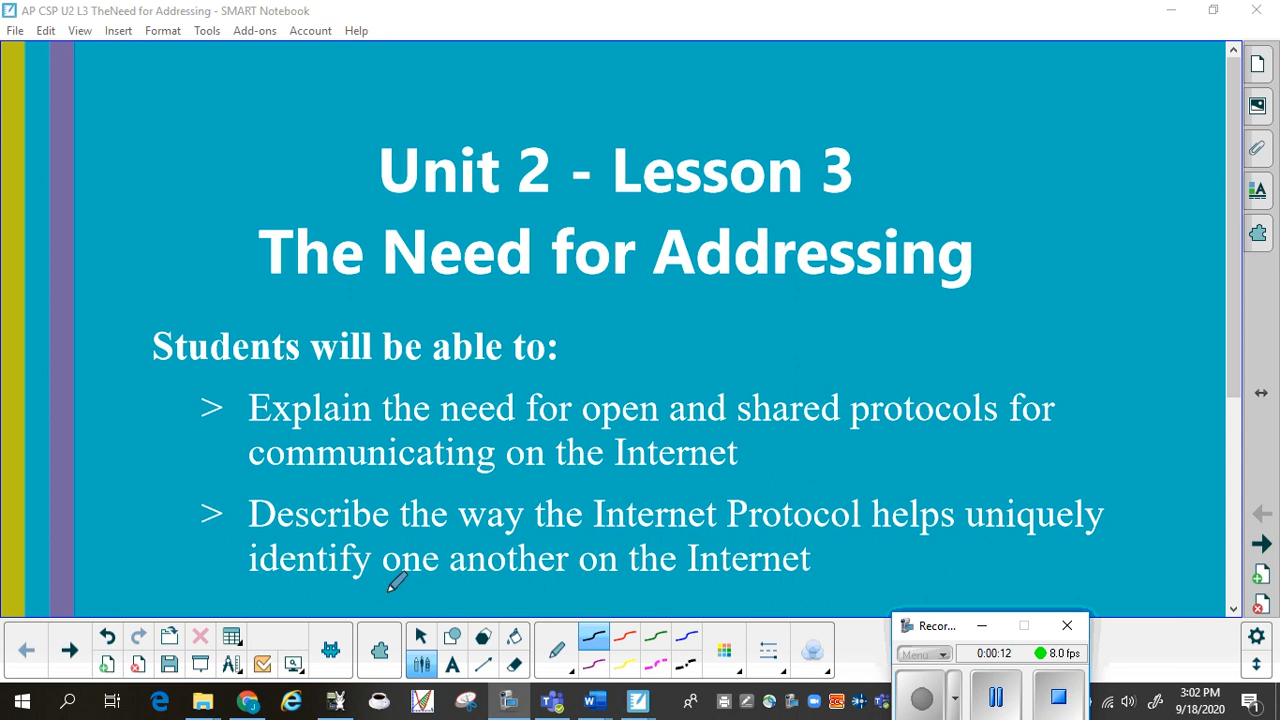 AP CSP U2 L3 TheNeed for Addressing - SMART Notebook
File Edit View Insert Format Tools Add-ons Account Help
Unit 2 - Lesson 3
The Need for Addressing
Students will be able to:
> Explain the need for open and shared protocols for
communicating on the Internet
> Describe the way the Internet Protocol helps uniquely
identify one another on the Internet
Recor...
Menu
0:00:12
8.0 fps
3:02 PM
9/18/2020